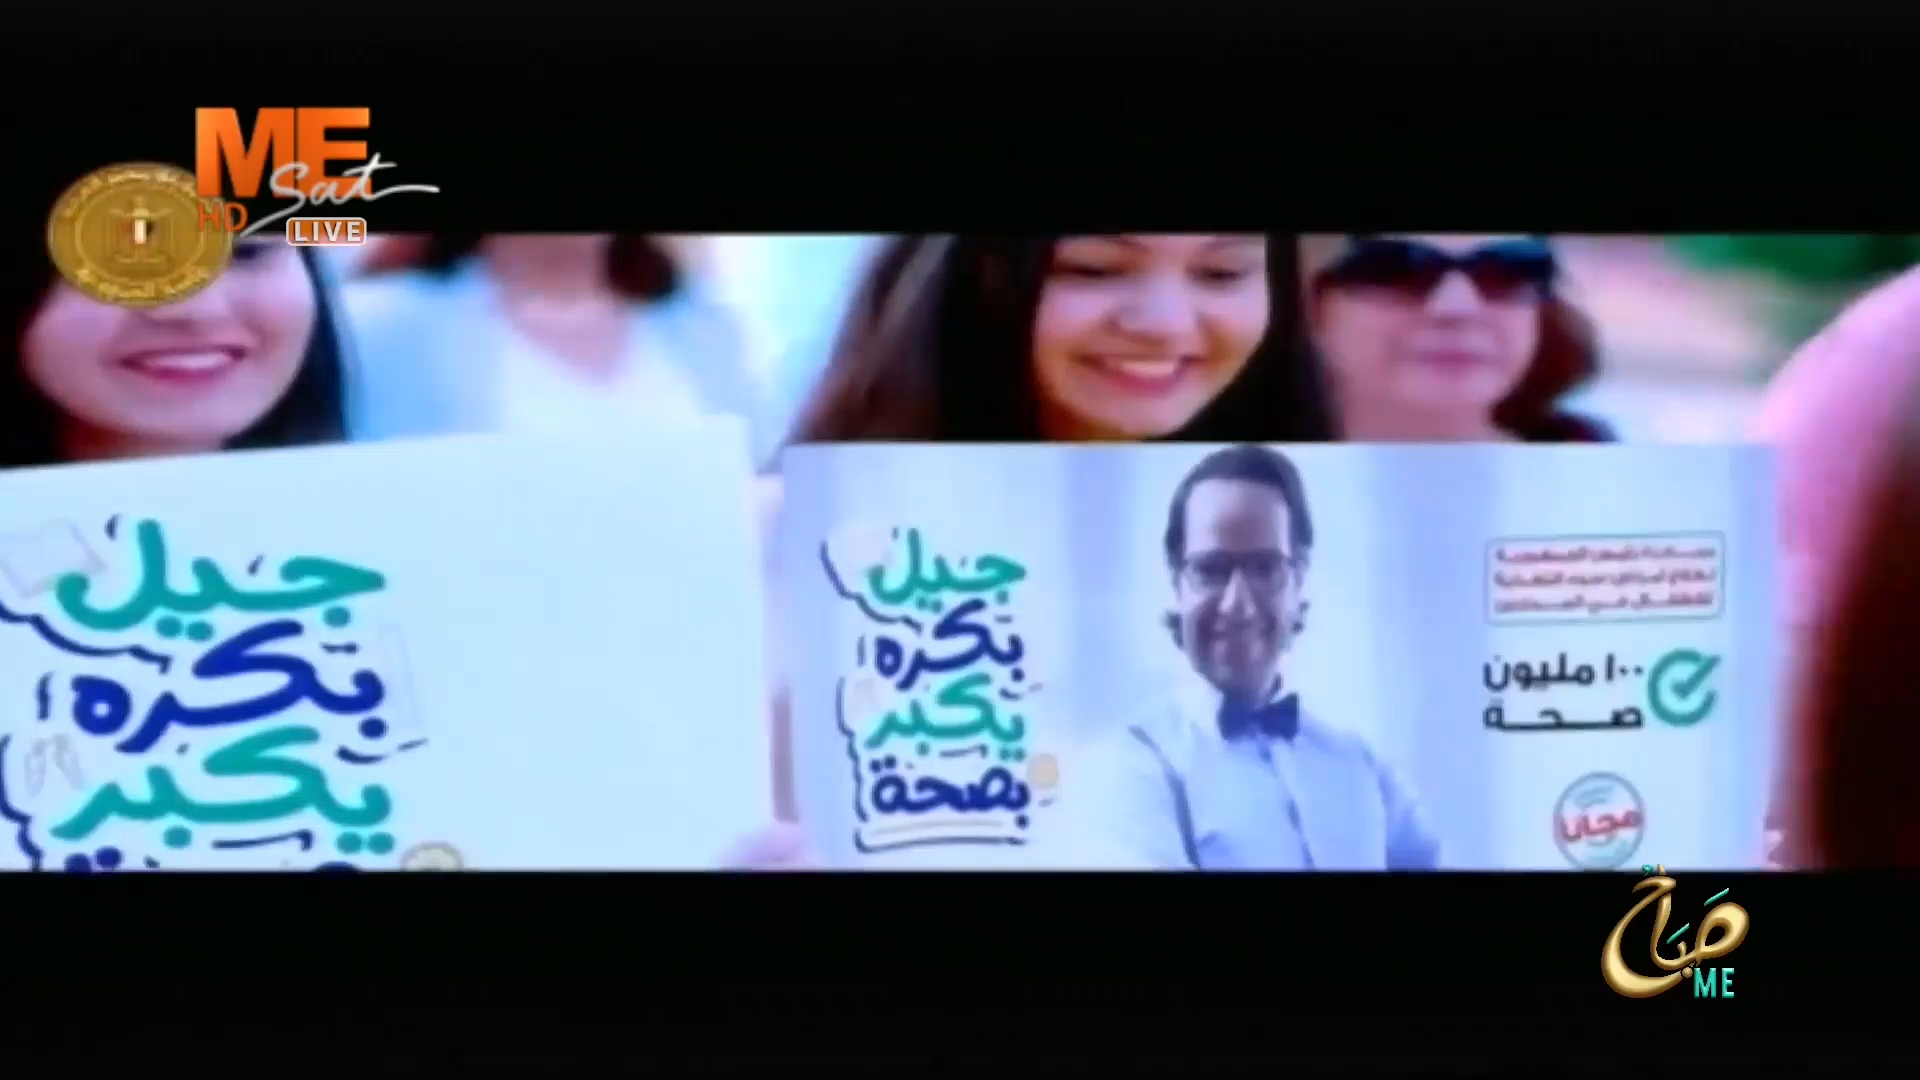 ME
Sat
HD
LIVE
جيل
بكره
يكبر
جيل
بكره
يكبر
بصحة
١٠٠ مليون
صحة
مجانا
صباح
ME